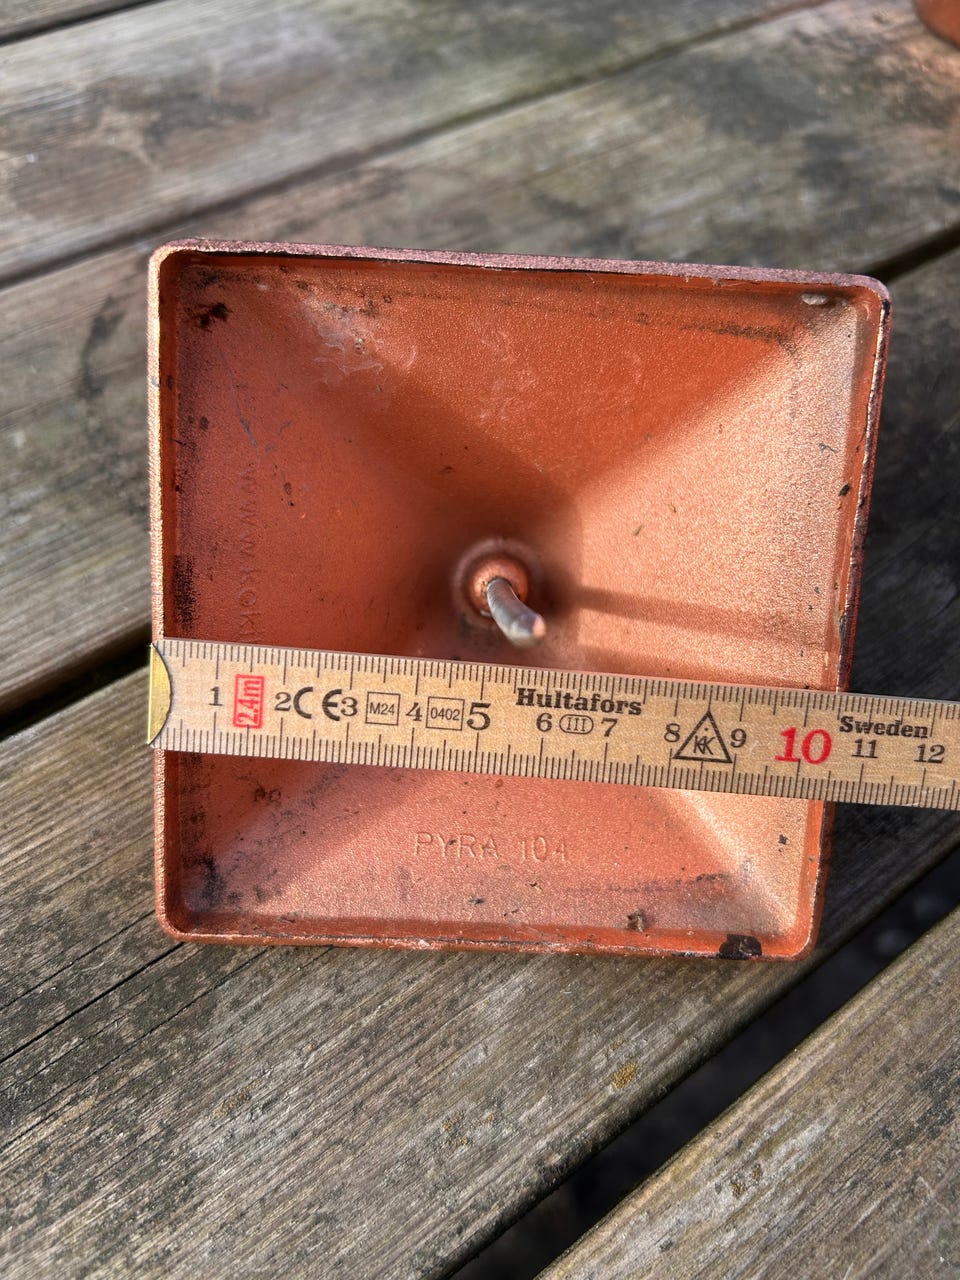 1 2.4m 2 CE 3 M24 4 0402 5 Hultafors 6 III 7 8 KK 9 10 Sweden 11 12
PYRA 104